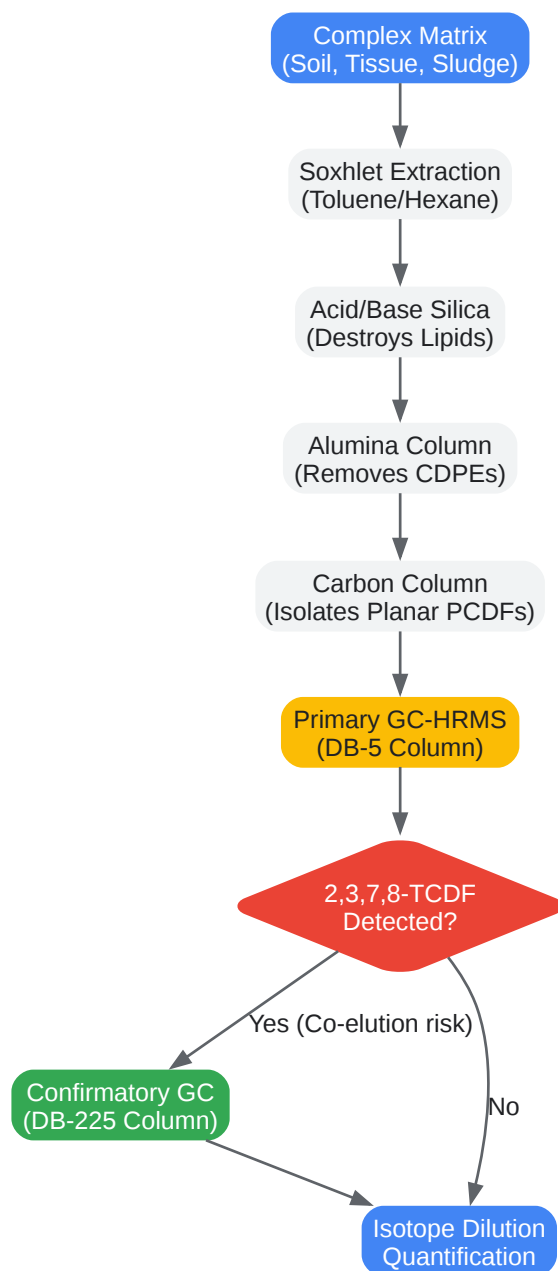 Complex Matrix
(Soil, Tissue, Sludge)
Soxhlet Extraction
(Toluene/Hexane)
Acid/Base Silica
(Destroys Lipids)
Alumina Column
(Removes CDPEs)
Carbon Column
(Isolates Planar PCDFs)
Primary GC-HRMS
(DB-5 Column)
2,3,7,8-TCDF
Detected?
Yes (Co-elution risk)
Confirmatory GC
(DB-225 Column)
No
Isotope Dilution
Quantification